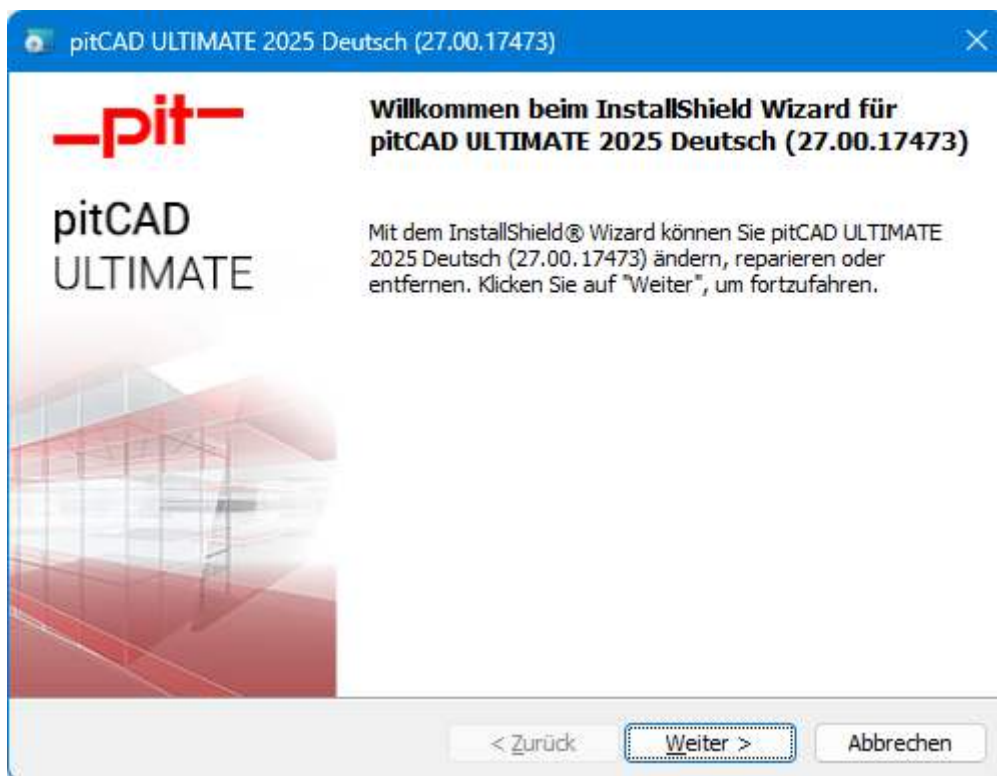 pitCAD ULTIMATE 2025 Deutsch (27.00.17473)
pit
pitCAD
ULTIMATE
Willkommen beim InstallShield Wizard für
pitCAD ULTIMATE 2025 Deutsch (27.00.17473)
Mit dem InstallShield® Wizard können Sie pitCAD ULTIMATE
2025 Deutsch (27.00.17473) ändern, reparieren oder
entfernen. Klicken Sie auf "Weiter", um fortzufahren.
< Zurück
Weiter >
Abbrechen